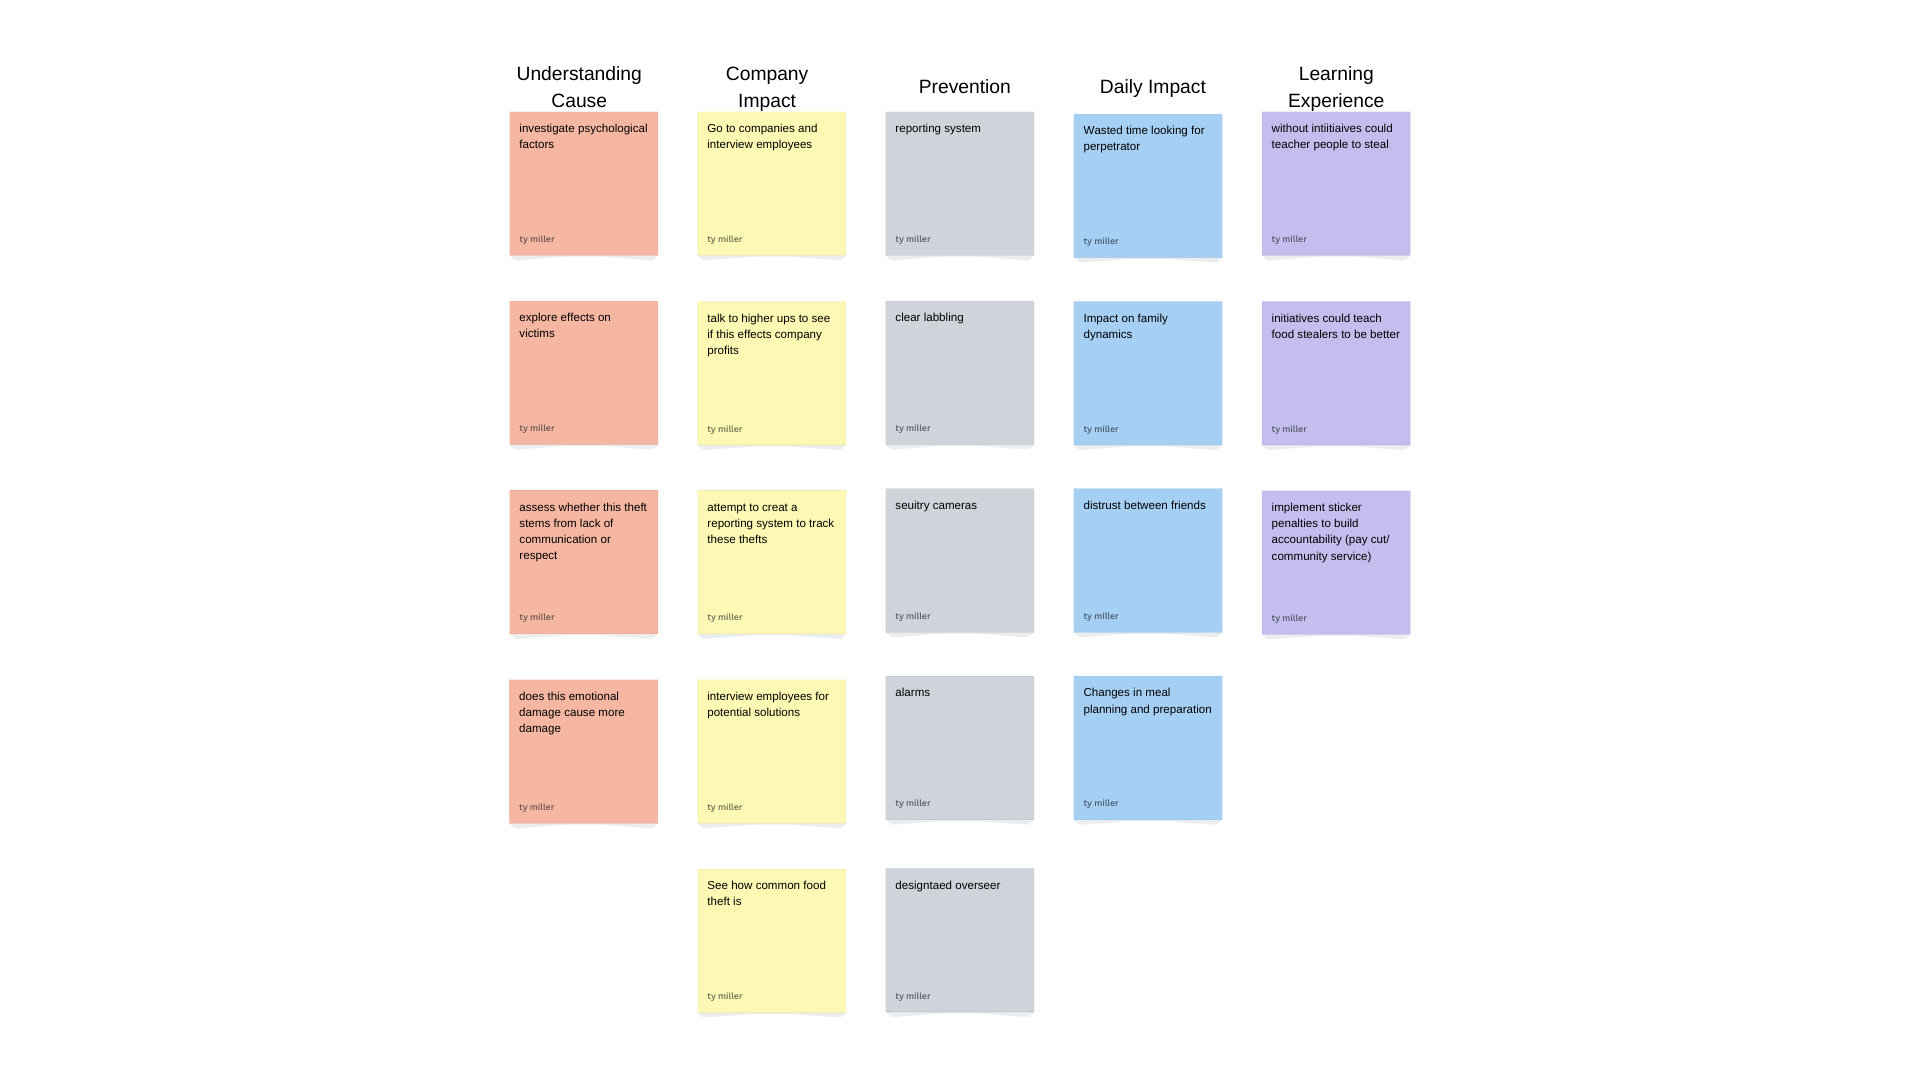 Understanding
Cause
investigate psychological
factors
ty miller
explore effects on
victims
ty miller
assess whether this theft
stems from lack of
communication or
respect
ty miller
does this emotional
damage cause more
damage
ty miller
Company
Impact
Go to companies and
interview employees
ty miller
talk to higher ups to see
if this effects company
profits
ty miller
attempt to creat a
reporting system to track
these thefts
ty miller
interview employees for
potential solutions
ty miller
See how common food
theft is
ty miller
Prevention
reporting system
ty miller
clear labbling
ty miller
seuitry cameras
ty miller
alarms
ty miller
designtaed overseer
ty miller
Daily Impact
Wasted time looking for
perpetrator
ty miller
Impact on family
dynamics
ty miller
distrust between friends
ty miller
Changes in meal
planning and preparation
ty miller
Learning
Experience
without intiitiaives could
teacher people to steal
ty miller
initiatives could teach
food stealers to be better
ty miller
implement sticker
penalties to build
accountability (pay cut/
community service)
ty miller